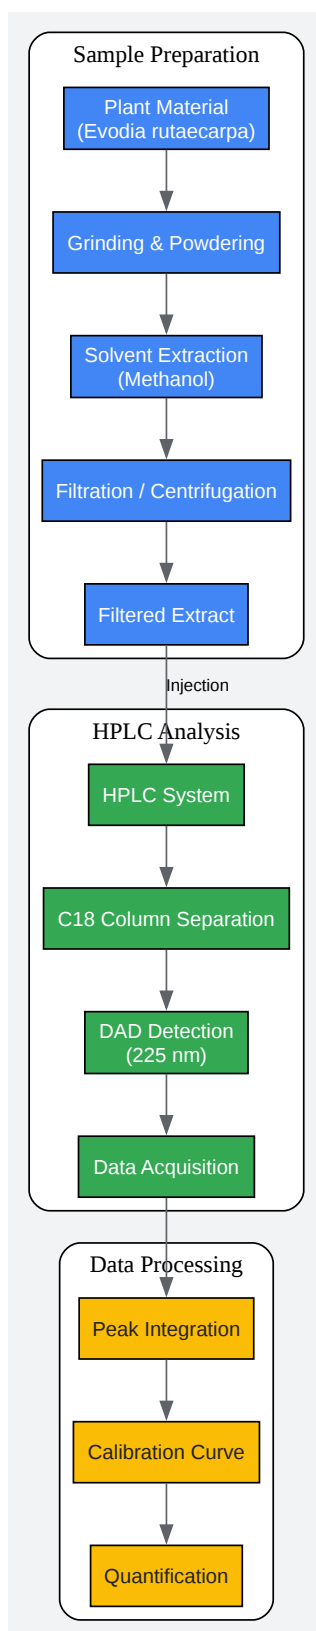 Sample Preparation
Plant Material
(Evodia rutaecarpa)
Grinding & Powdering
Solvent Extraction
(Methanol)
Filtration / Centrifugation
Filtered Extract
Injection
HPLC Analysis
HPLC System
C18 Column Separation
DAD Detection
(225 nm)
Data Acquisition
Data Processing
Peak Integration
Calibration Curve
Quantification